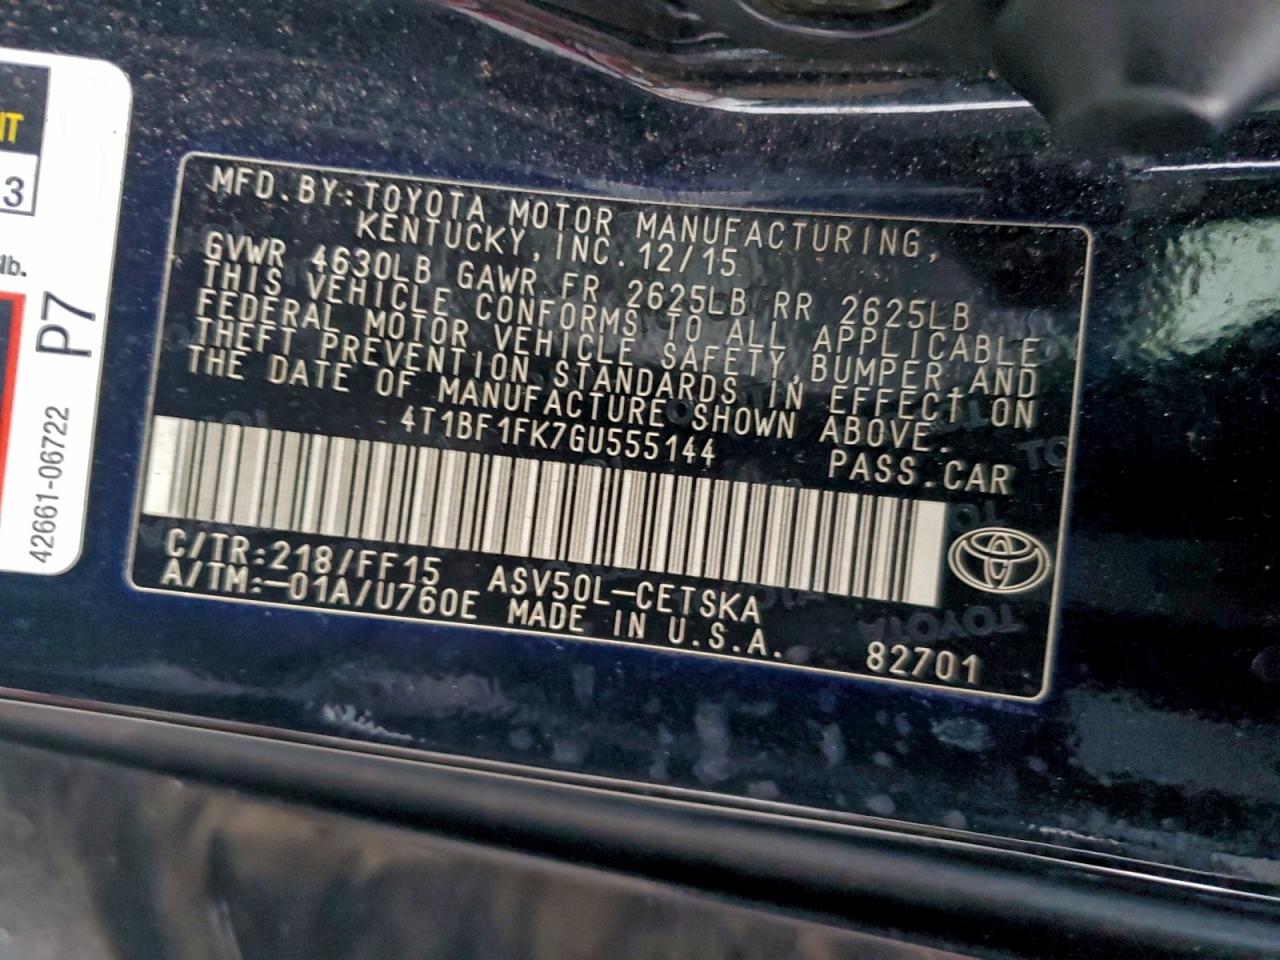 NT
3
lb.
P7
42661-06722
MFD.BY:TOYOTA MOTOR MANUFACTURING,
KENTUCKY, INC. 12/15
GVWR 4630LB GAWR FR 2625LB RR 2625LB
THIS VEHICLE CONFORMS TO ALL APPLICABLE
FEDERAL MOTOR VEHICLE SAFETY, BUMPER, AND
THEFT PREVENTION STANDARDS IN EFFECT ON
THE DATE OF MANUFACTURE SHOWN ABOVE.
4T1BF1FK7GU555144 PASS.CAR
C/TR:218/FF15 ASV50L-CETSKA
A/TM:-01A/U760E MADE IN U.S.A.
TOYOTA
82701